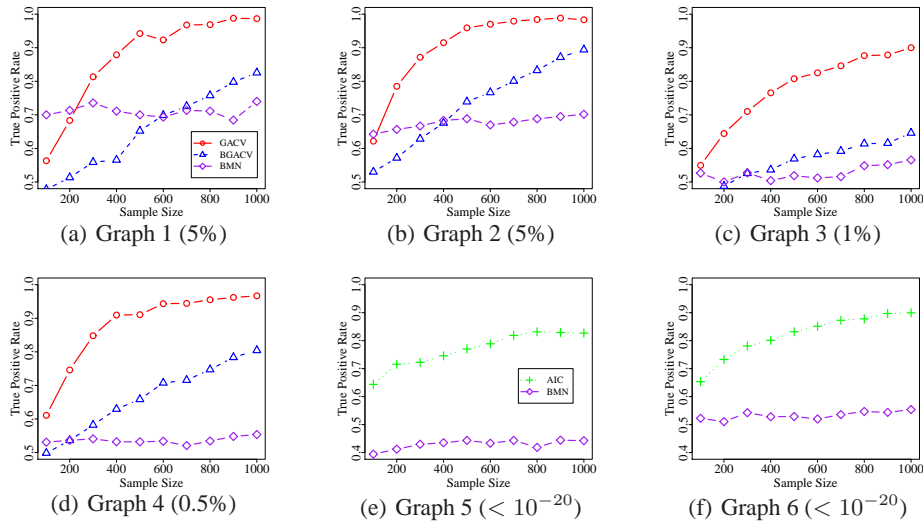 True Positive Rate
0.5 0.6 0.7 0.8 0.9 1.0
GACV
BGACV
BMN
200 400 600 800 1000
Sample Size
(a) Graph 1 (5%)
True Positive Rate
0.5 0.6 0.7 0.8 0.9 1.0
200 400 600 800 1000
Sample Size
(b) Graph 2 (5%)
True Positive Rate
0.5 0.6 0.7 0.8 0.9 1.0
200 400 600 800 1000
Sample Size
(c) Graph 3 (1%)
True Positive Rate
0.5 0.6 0.7 0.8 0.9 1.0
200 400 600 800 1000
Sample Size
(d) Graph 4 (0.5%)
True Positive Rate
0.4 0.5 0.6 0.7 0.8 0.9 1.0
AIC
BMN
200 400 600 800 1000
Sample Size
(e) Graph 5 (< 10⁻²⁰)
True Positive Rate
0.4 0.5 0.6 0.7 0.8 0.9 1.0
200 400 600 800 1000
Sample Size
(f) Graph 6 (< 10⁻²⁰)